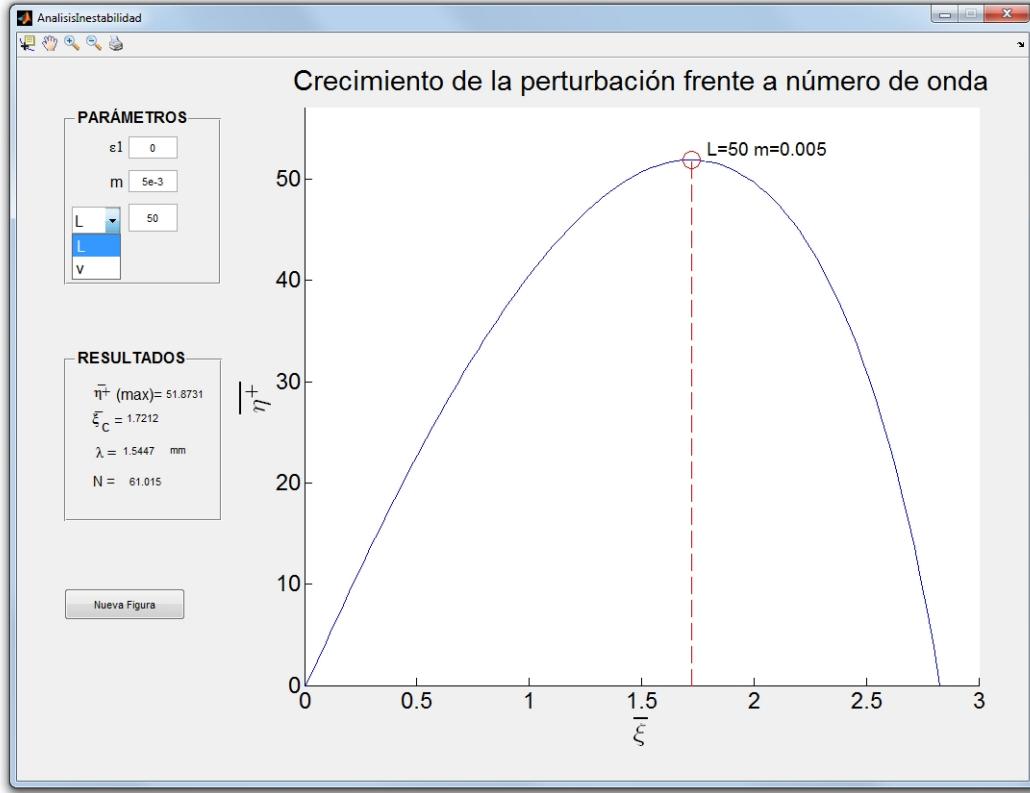 AnalisisInestabilidad
Crecimiento de la perturbación frente a número de onda
PARÁMETROS
ε1 0
m 5e-3
L 50
L
v
RESULTADOS
η̄⁺ (max)= 51.8731
ξ̄c = 1.7212
λ = 1.5447 mm
N = 61.015
Nueva Figura
L=50 m=0.005
η̄⁺
50
40
30
20
10
0
0 0.5 1 1.5 2 2.5 3
ξ̄